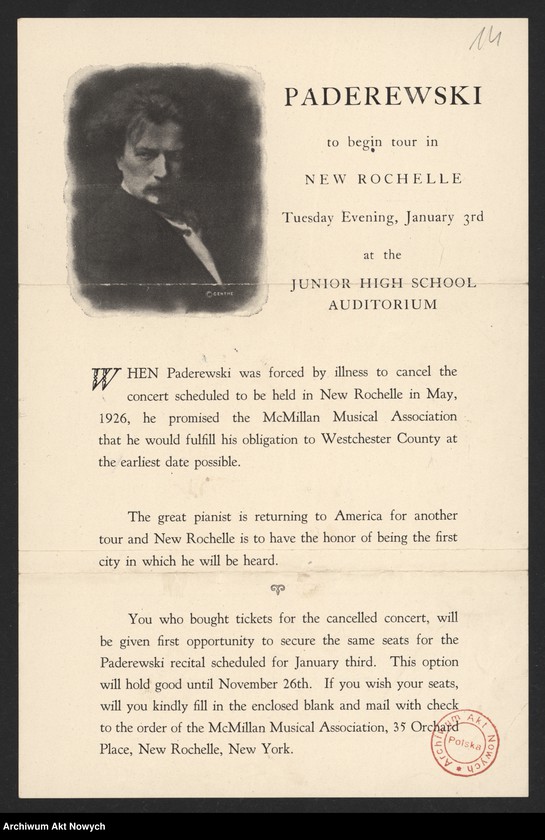 14
PADEREWSKI
to begin tour in
NEW ROCHELLE
Tuesday Evening, January 3rd
at the
JUNIOR HIGH SCHOOL
AUDITORIUM
© GENTHE
WHEN Paderewski was forced by illness to cancel the
concert scheduled to be held in New Rochelle in May,
1926, he promised the McMillan Musical Association
that he would fulfill his obligation to Westchester County at
the earliest date possible.
The great pianist is returning to America for another
tour and New Rochelle is to have the honor of being the first
city in which he will be heard.
You who bought tickets for the cancelled concert, will
be given first opportunity to secure the same seats for the
Paderewski recital scheduled for January third. This option
will hold good until November 26th. If you wish your seats,
will you kindly fill in the enclosed blank and mail with check
to the order of the McMillan Musical Association, 35 Orchard
Place, New Rochelle, New York.
Archiwum Akt Nowych
Polska
Archiwum Akt Nowych